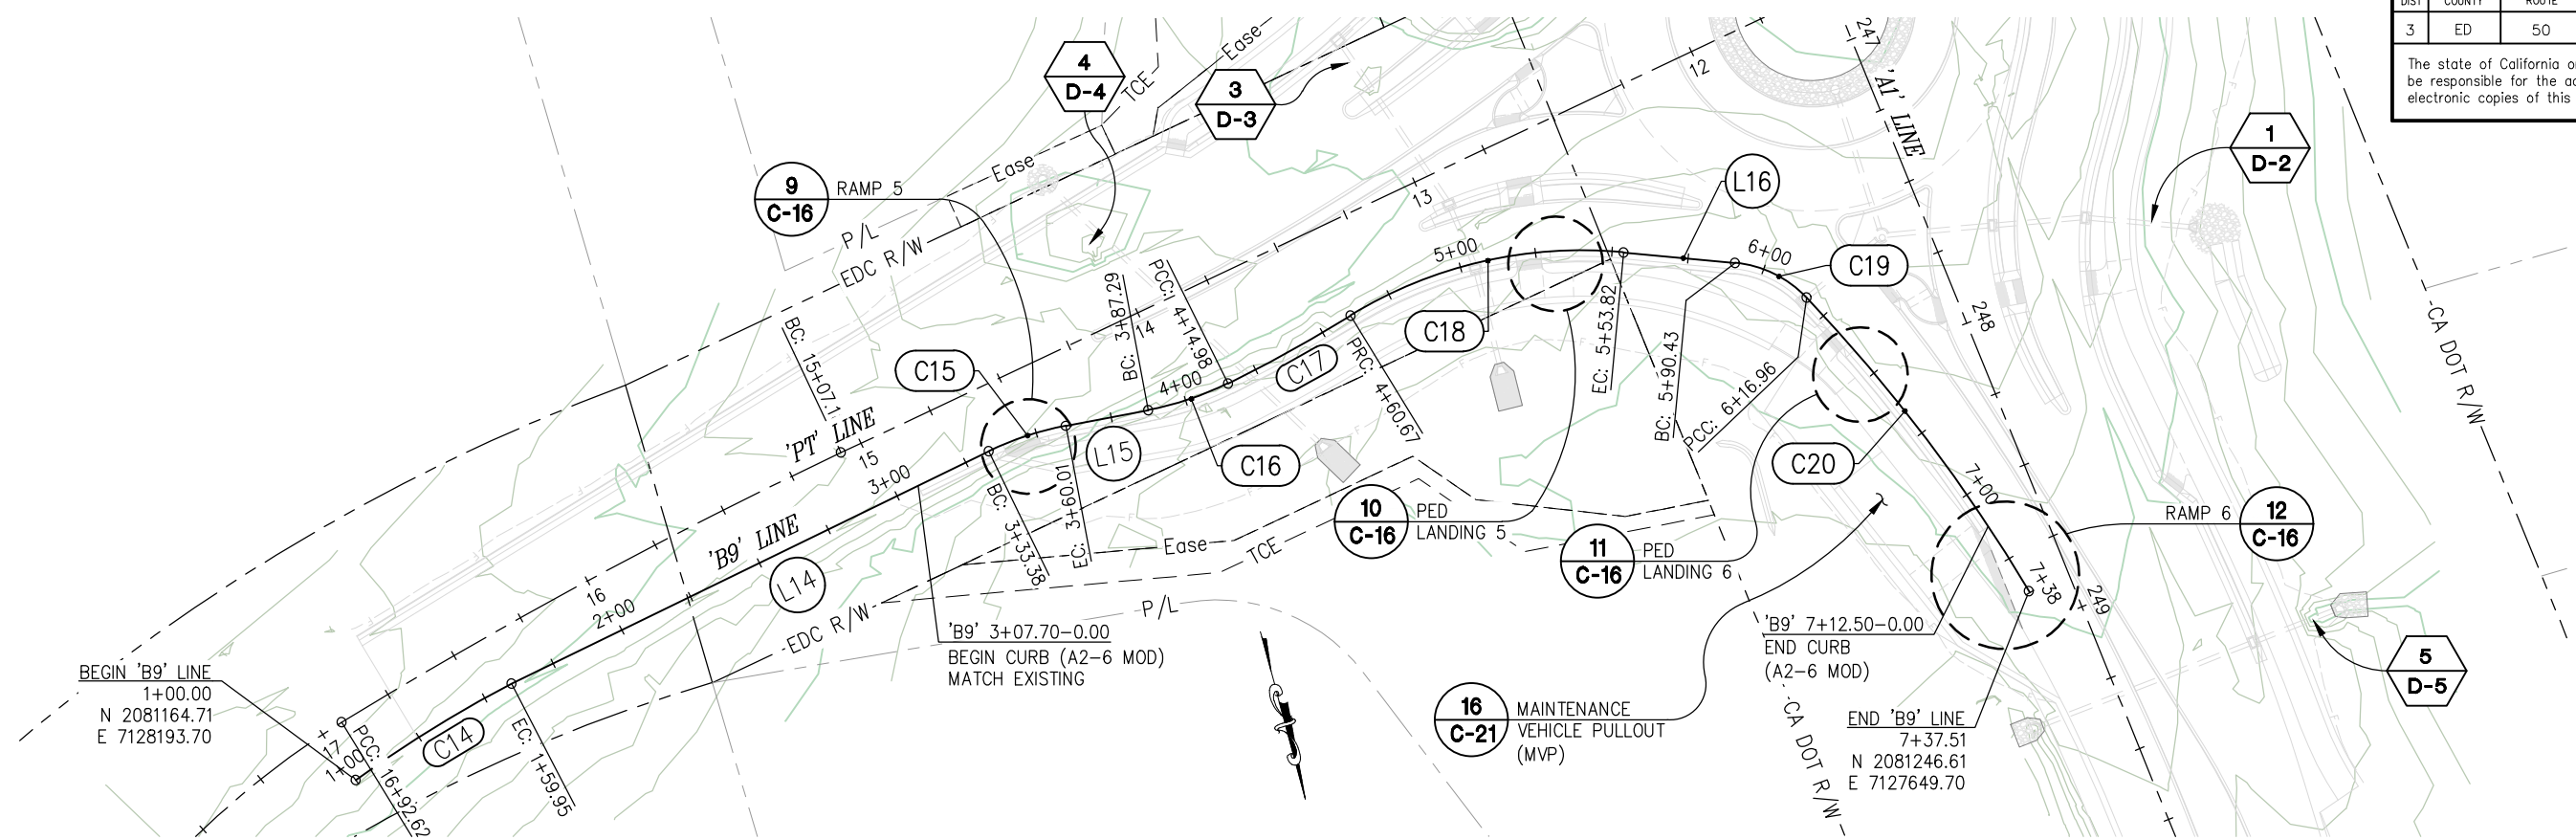 DIST COUNTY ROUTE
3 ED 50
The state of California o
be responsible for the a
electronic copies of this
4
D-4
TCE
Ease
3
D-3
12
247
'A1' LINE
1
D-2
9
C-16
RAMP 5
Ease
P/L
EDC R/W
13
L16
5+00
6+00
C19
BC: 3+87.29
PCC: 4+14.98
14
C18
EC: 5+53.82
248
CA DOT R/W
BC: 15+07.1
C15
4+00
C17
PRC: 4+60.67
BC: 5+90.43
PCC: 6+16.96
'PT' LINE
15
L15
C16
C20
3+00
BC: 3+33.38
EC: 3+60.01
7+00
10
C-16
PED
LANDING 5
RAMP 6
12
C-16
'B9' LINE
L14
Ease
TCE
11
C-16
PED
LANDING 6
16
2+00
EDC R/W
P/L
7+38
249
'B9' 3+07.70-0.00
BEGIN CURB (A2-6 MOD)
MATCH EXISTING
'B9' 7+12.50-0.00
END CURB
(A2-6 MOD)
BEGIN 'B9' LINE
1+00.00
N 2081164.71
E 7128193.70
5
D-5
16
C-21
MAINTENANCE
VEHICLE PULLOUT
(MVP)
CA DOT R/W
END 'B9' LINE
7+37.51
N 2081246.61
E 7127649.70
17
1+00
PCC: 16+92.62
C14
EC: 1+59.95